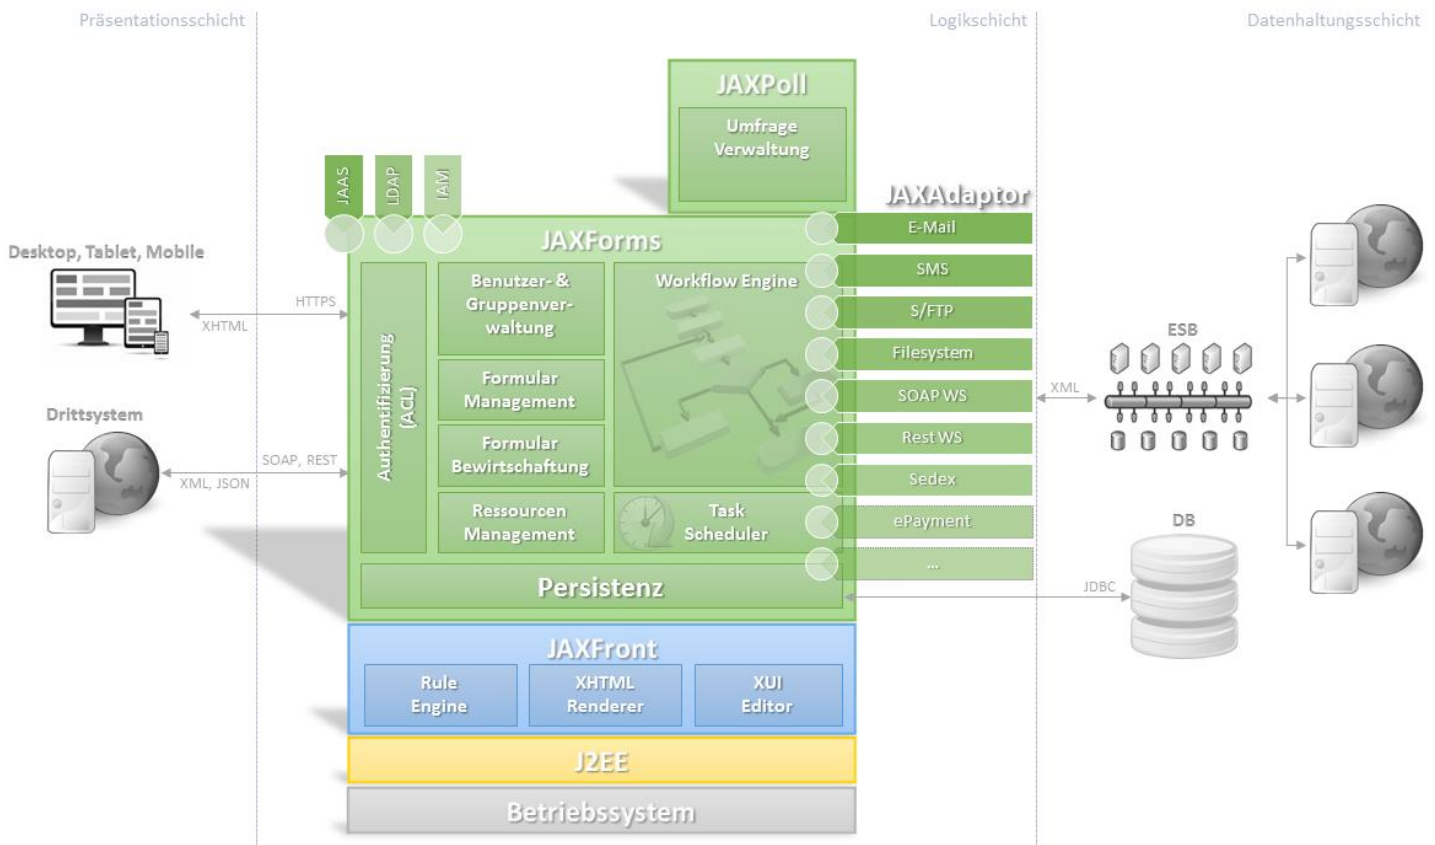 Präsentationsschicht
Logikschicht
Datenhaltungsschicht
JAXPoll
Umfrage
Verwaltung
JAAS
LDAP
IAM
JAXAdaptor
E-Mail
SMS
S/FTP
Filesystem
SOAP WS
Rest WS
Sedex
ePayment
...
JAXForms
Authentifizierung
(ACL)
Benutzer- &
Gruppenver-
waltung
Formular
Management
Formular
Bewirtschaftung
Ressourcen
Management
Workflow Engine
Task
Scheduler
Persistenz
Desktop, Tablet, Mobile
HTTPS
XHTML
Drittsystem
SOAP, REST
XML, JSON
XML
ESB
DB
JDBC
JAXFront
Rule
Engine
XHTML
Renderer
XUI
Editor
J2EE
Betriebssystem